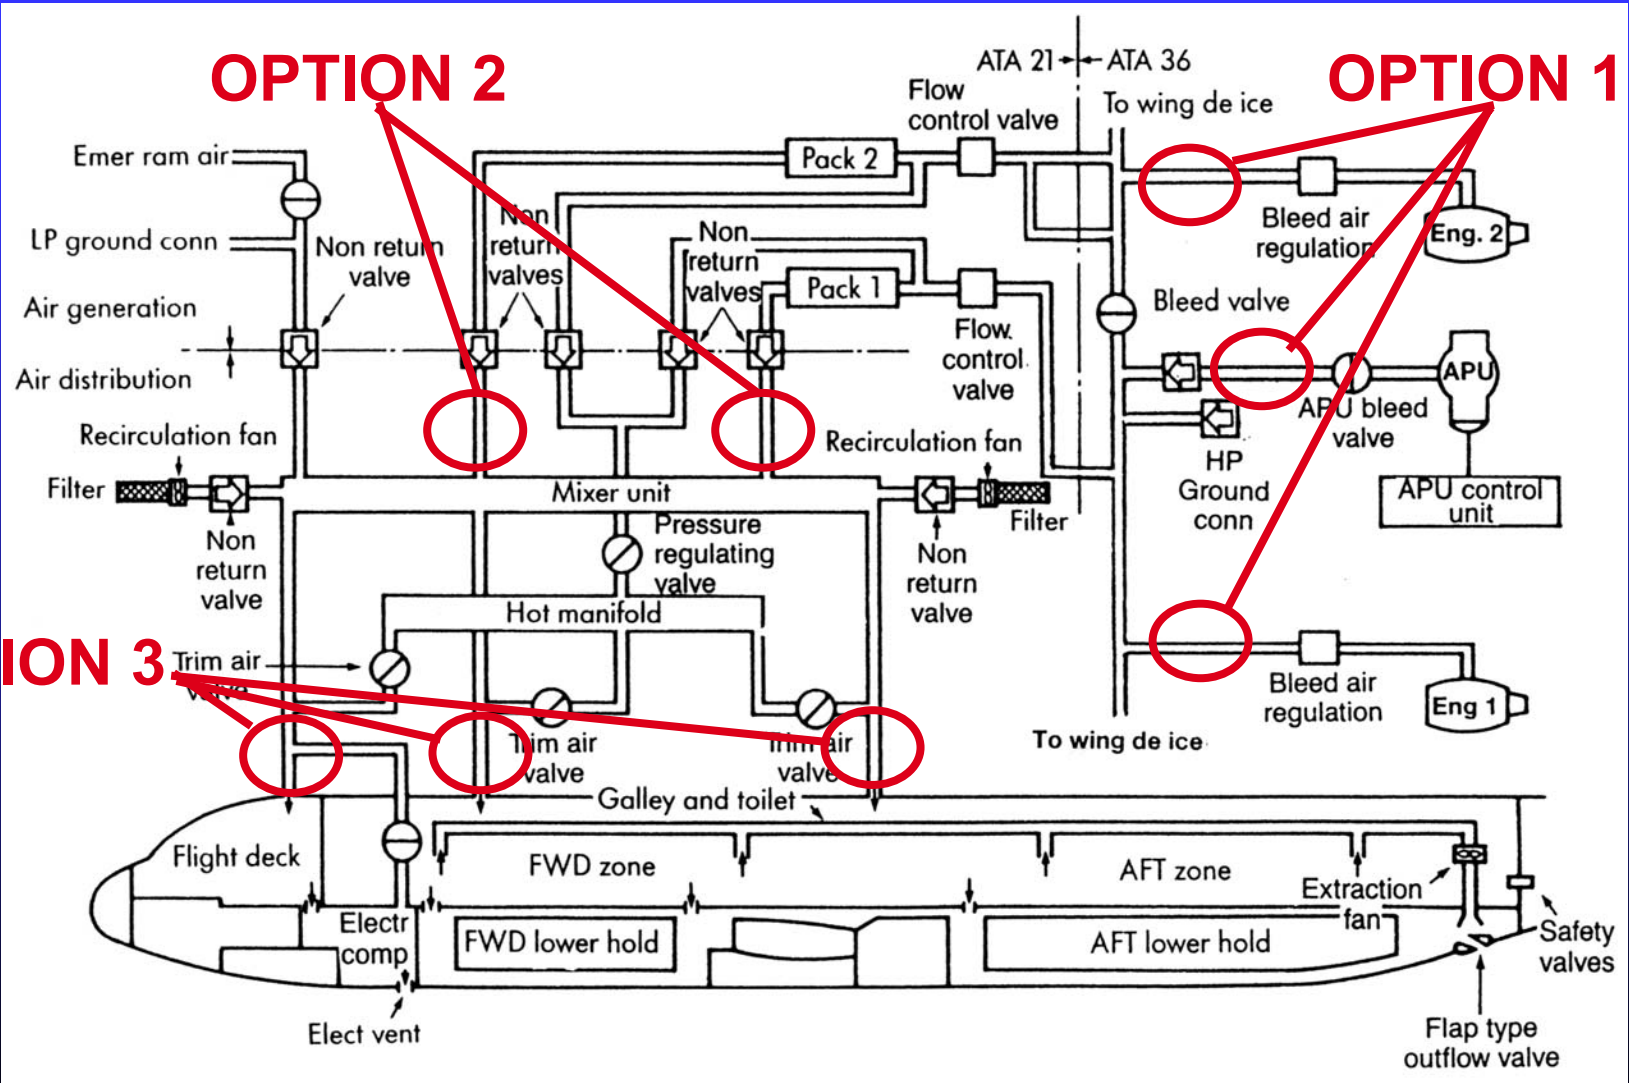 ATA 21
ATA 36
OPTION 2
OPTION 1
Flow
control valve
To wing de ice
Emer ram air
Pack 2
LP ground conn
Non return
valve
Non
return
valves
Non
return
valves
Bleed air
regulation
Eng. 2
Air generation
Pack 1
Bleed valve
Flow.
control
valve
Air distribution
APU
APU bleed
valve
Recirculation fan
Recirculation fan
HP
Ground
conn
Filter
Mixer unit
Filter
APU control
unit
Non
return
valve
Pressure
regulating
valve
Non
return
valve
Hot manifold
ION 3
Trim air
valve
Bleed air
regulation
Eng 1
Trim air
valve
Trim air
valve
To wing de ice
Galley and toilet
Flight deck
FWD zone
AFT zone
Extraction
fan
Electr
comp
FWD lower hold
AFT lower hold
Safety
valves
Elect vent
Flap type
outflow valve